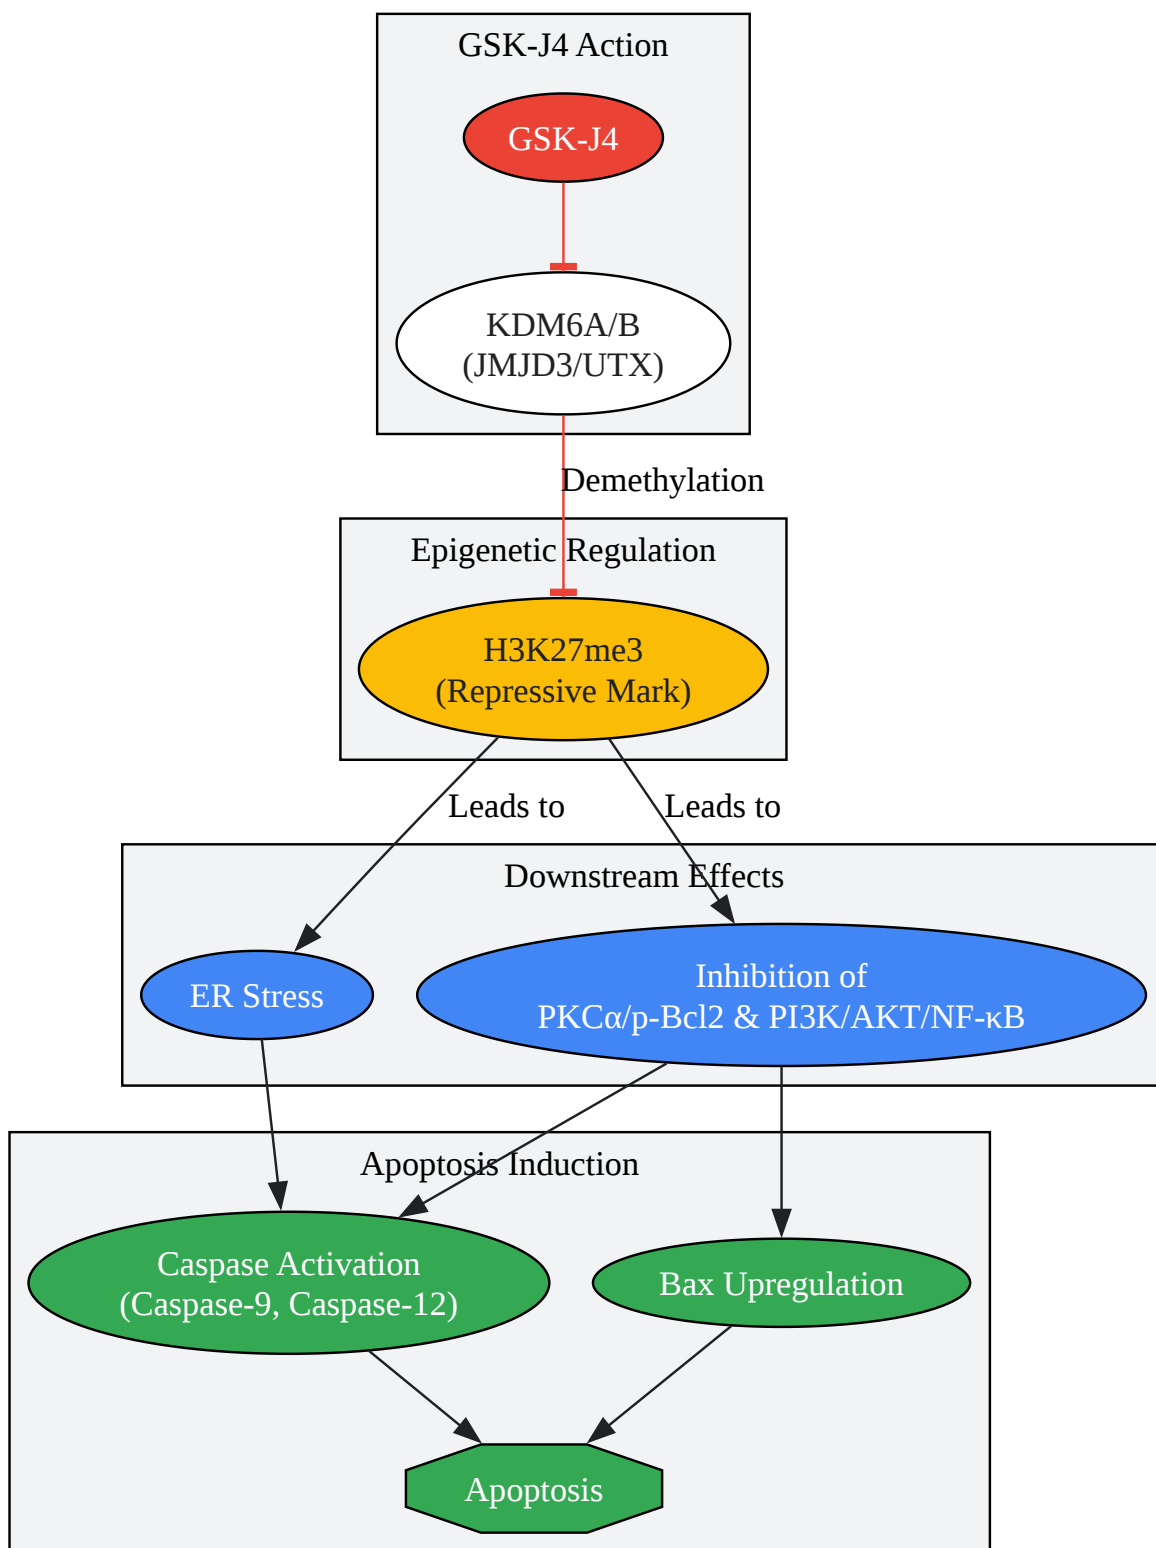 GSK-J4 Action
GSK-J4
KDM6A/B
(JMJD3/UTX)
Demethylation
Epigenetic Regulation
H3K27me3
(Repressive Mark)
Leads to
Leads to
Downstream Effects
ER Stress
Inhibition of
PKCα/p-Bcl2 & PI3K/AKT/NF-κB
Apoptosis Induction
Caspase Activation
(Caspase-9, Caspase-12)
Bax Upregulation
Apoptosis